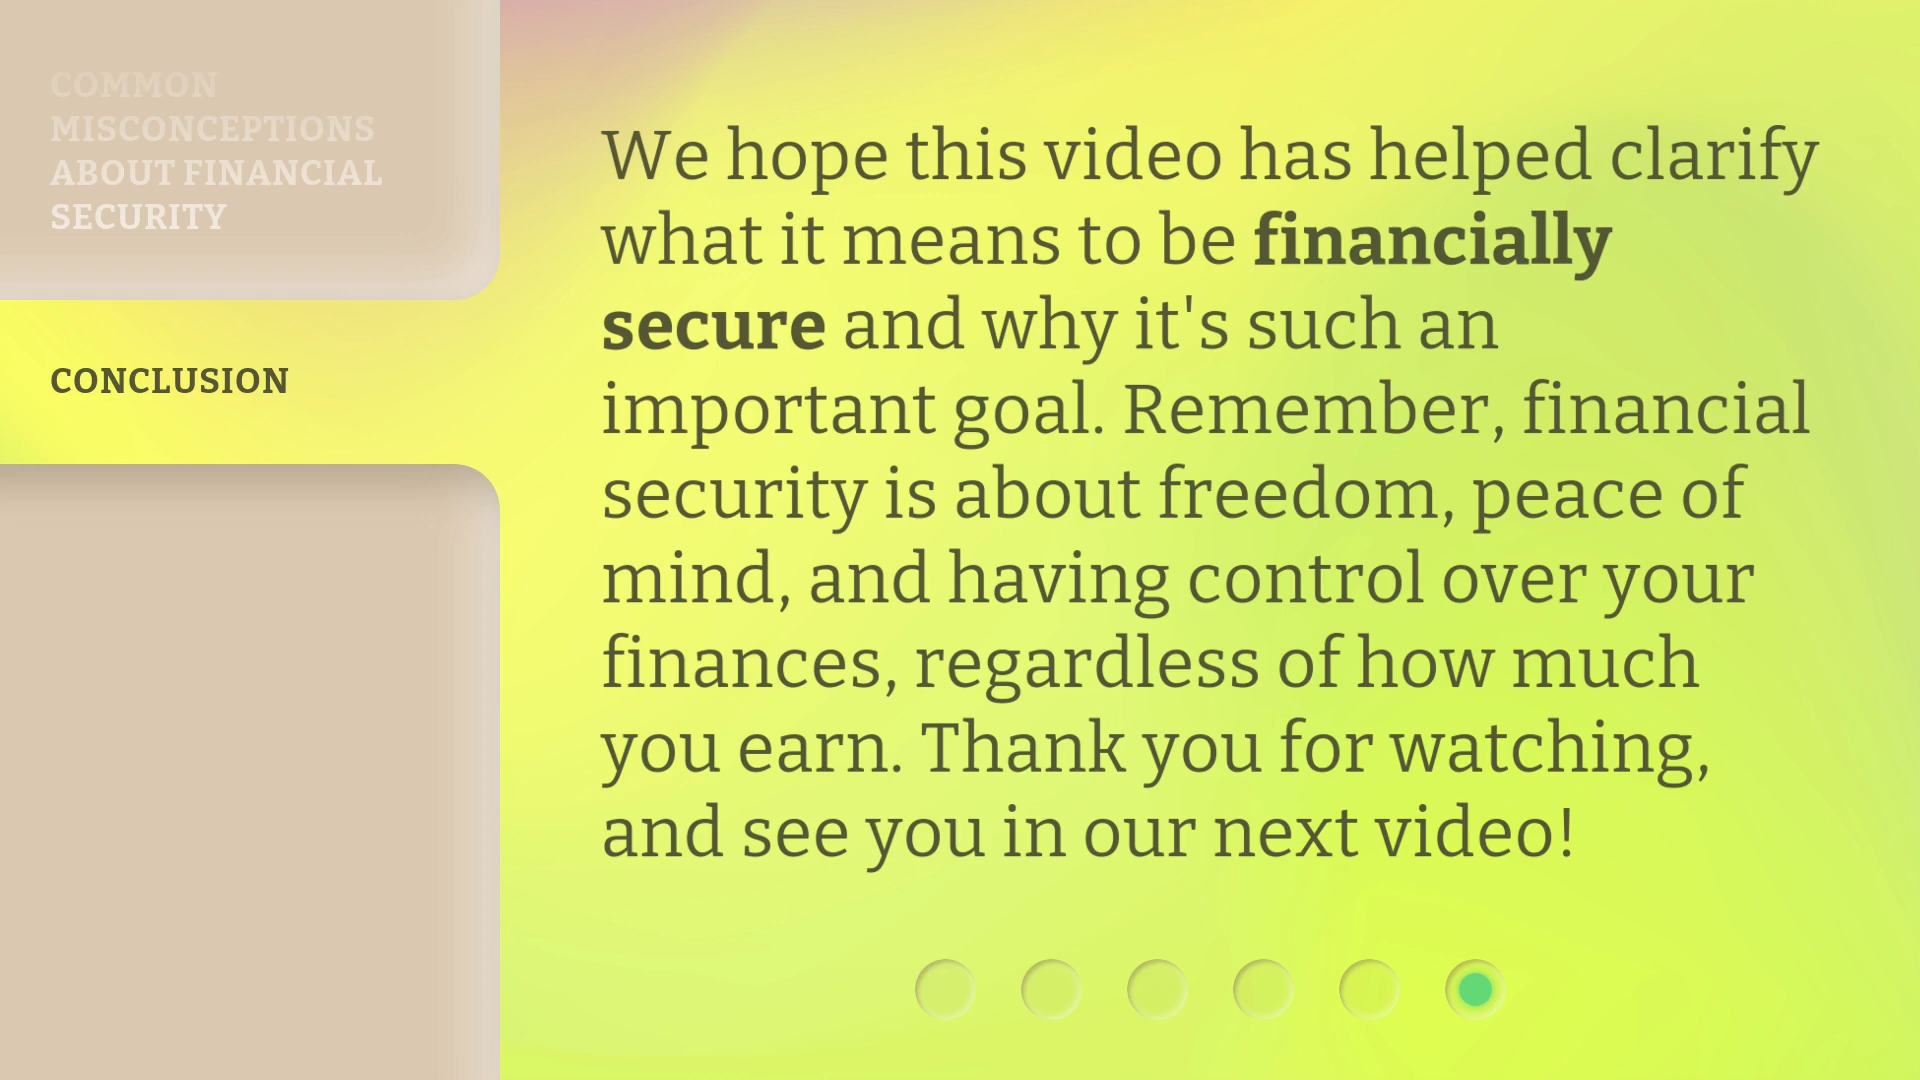 COMMON
MISCONCEPTIONS
ABOUT FINANCIAL
SECURITY
CONCLUSION
We hope this video has helped clarify
what it means to be financially
secure and why it's such an
important goal. Remember, financial
security is about freedom, peace of
mind, and having control over your
finances, regardless of how much
you earn. Thank you for watching,
and see you in our next video!